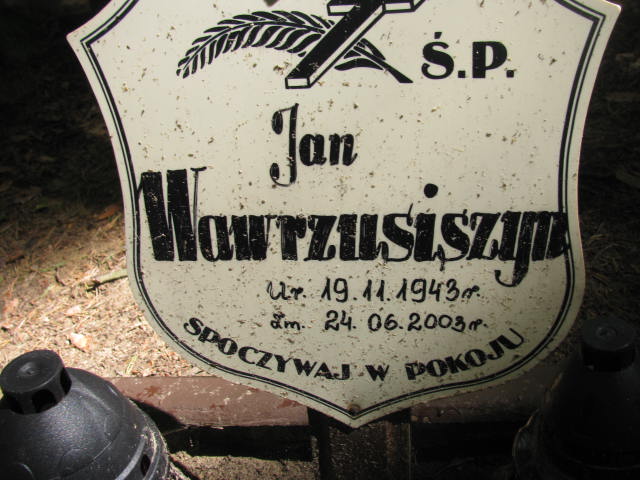 Ś.P.
Jan
Wawrzusiszyn
Ur. 19.11.1943r.
Zm. 24.06.2003r.
SPOCZYWAJ W POKOJU